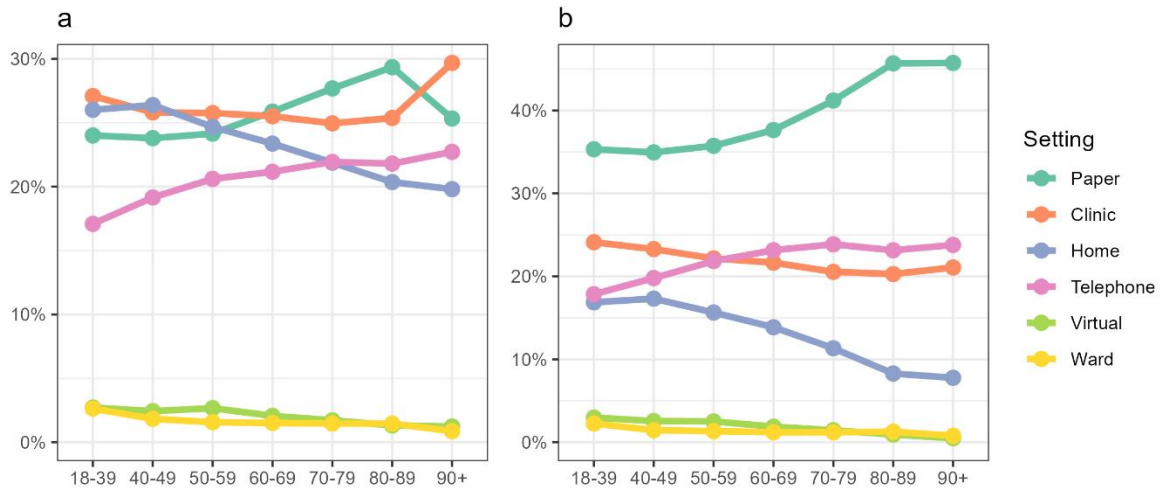 a
30%
20%
10%
0%
18-39 40-49 50-59 60-69 70-79 80-89 90+
b
40%
30%
20%
10%
0%
18-39 40-49 50-59 60-69 70-79 80-89 90+
Setting
Paper
Clinic
Home
Telephone
Virtual
Ward